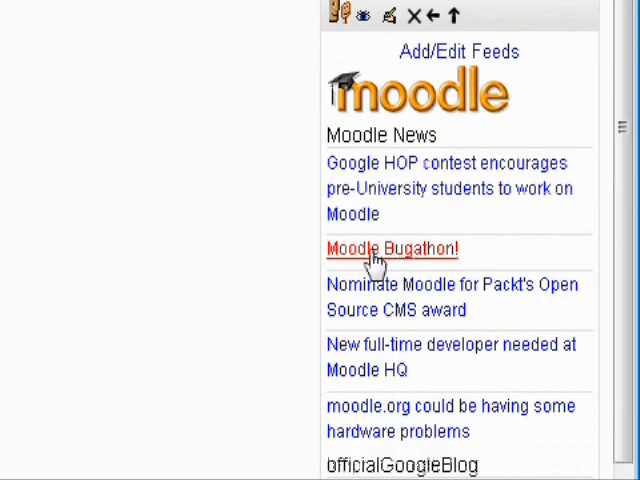 Add/Edit Feeds
moodle
Moodle News
Google HOP contest encourages
pre-University students to work on
Moodle
Moodle Bugathon!
Nominate Moodle for Packt's Open
Source CMS award
New full-time developer needed at
Moodle HQ
moodle.org could be having some
hardware problems
officialGoogleBlog